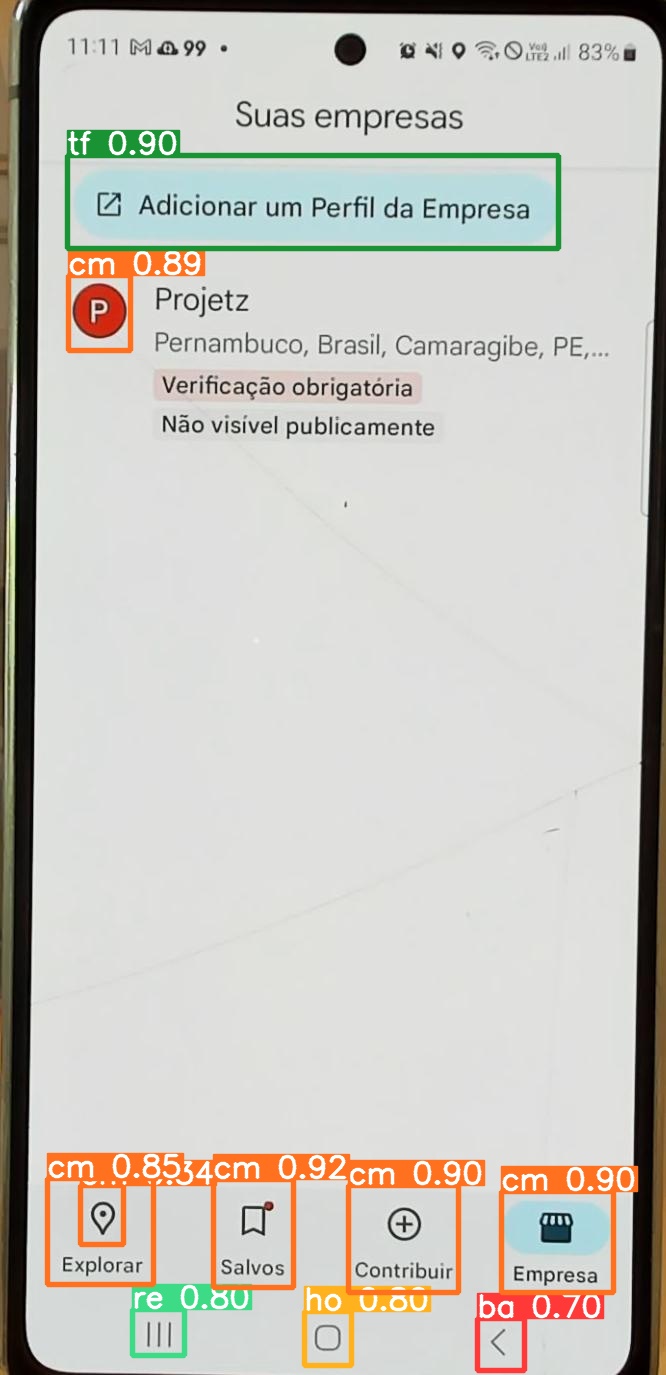 11:11 99 • Vo) LTE2 83%
Suas empresas
tf 0.90
Adicionar um Perfil da Empresa
cm 0.89
P Projetz
Pernambuco, Brasil, Camaragibe, PE,...
Verificação obrigatória
Não visível publicamente
cm 0.85 cm 0.92 cm 0.90 cm 0.90
Explorar Salvos Contribuir Empresa
re 0.80 ho 0.80 ba 0.70